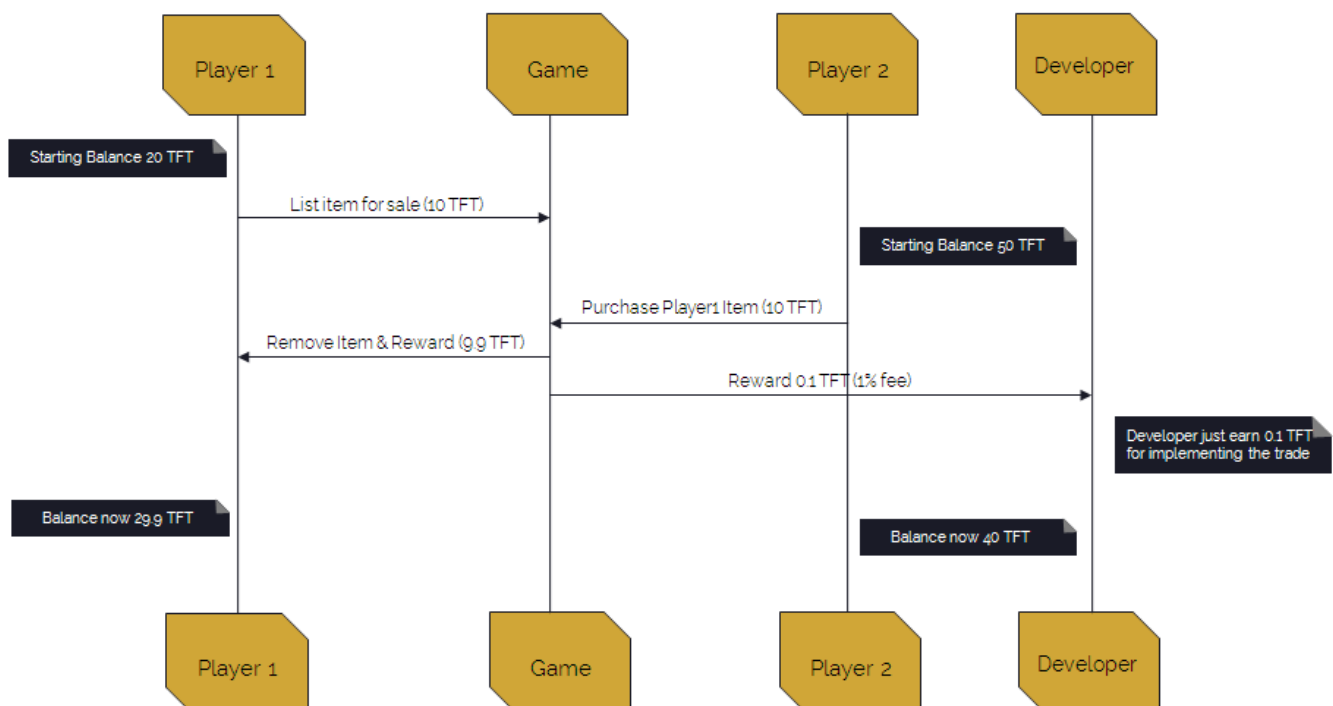 Player 1
Game
Player 2
Developer
Starting Balance 20 TFT
List item for sale (10 TFT)
Starting Balance 50 TFT
Purchase Player1 Item (10 TFT)
Remove Item & Reward (9.9 TFT)
Reward 0.1 TFT (1% fee)
Developer just earn 0.1 TFT
for implementing the trade
Balance now 29.9 TFT
Balance now 40 TFT
Player 1
Game
Player 2
Developer